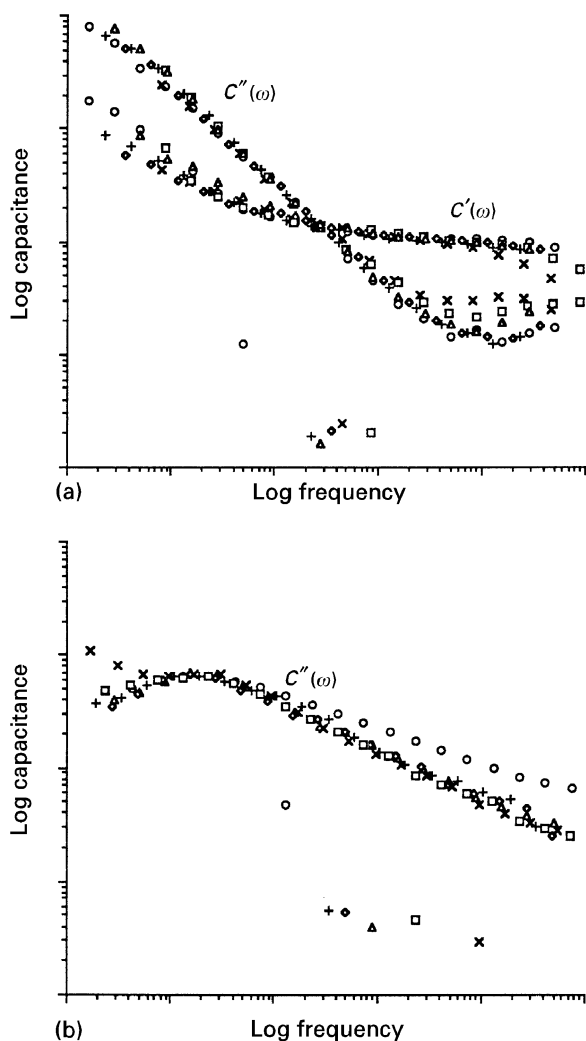 C″(ω)
C′(ω)
Log capacitance
(a)
Log frequency
C″(ω)
Log capacitance
(b)
Log frequency